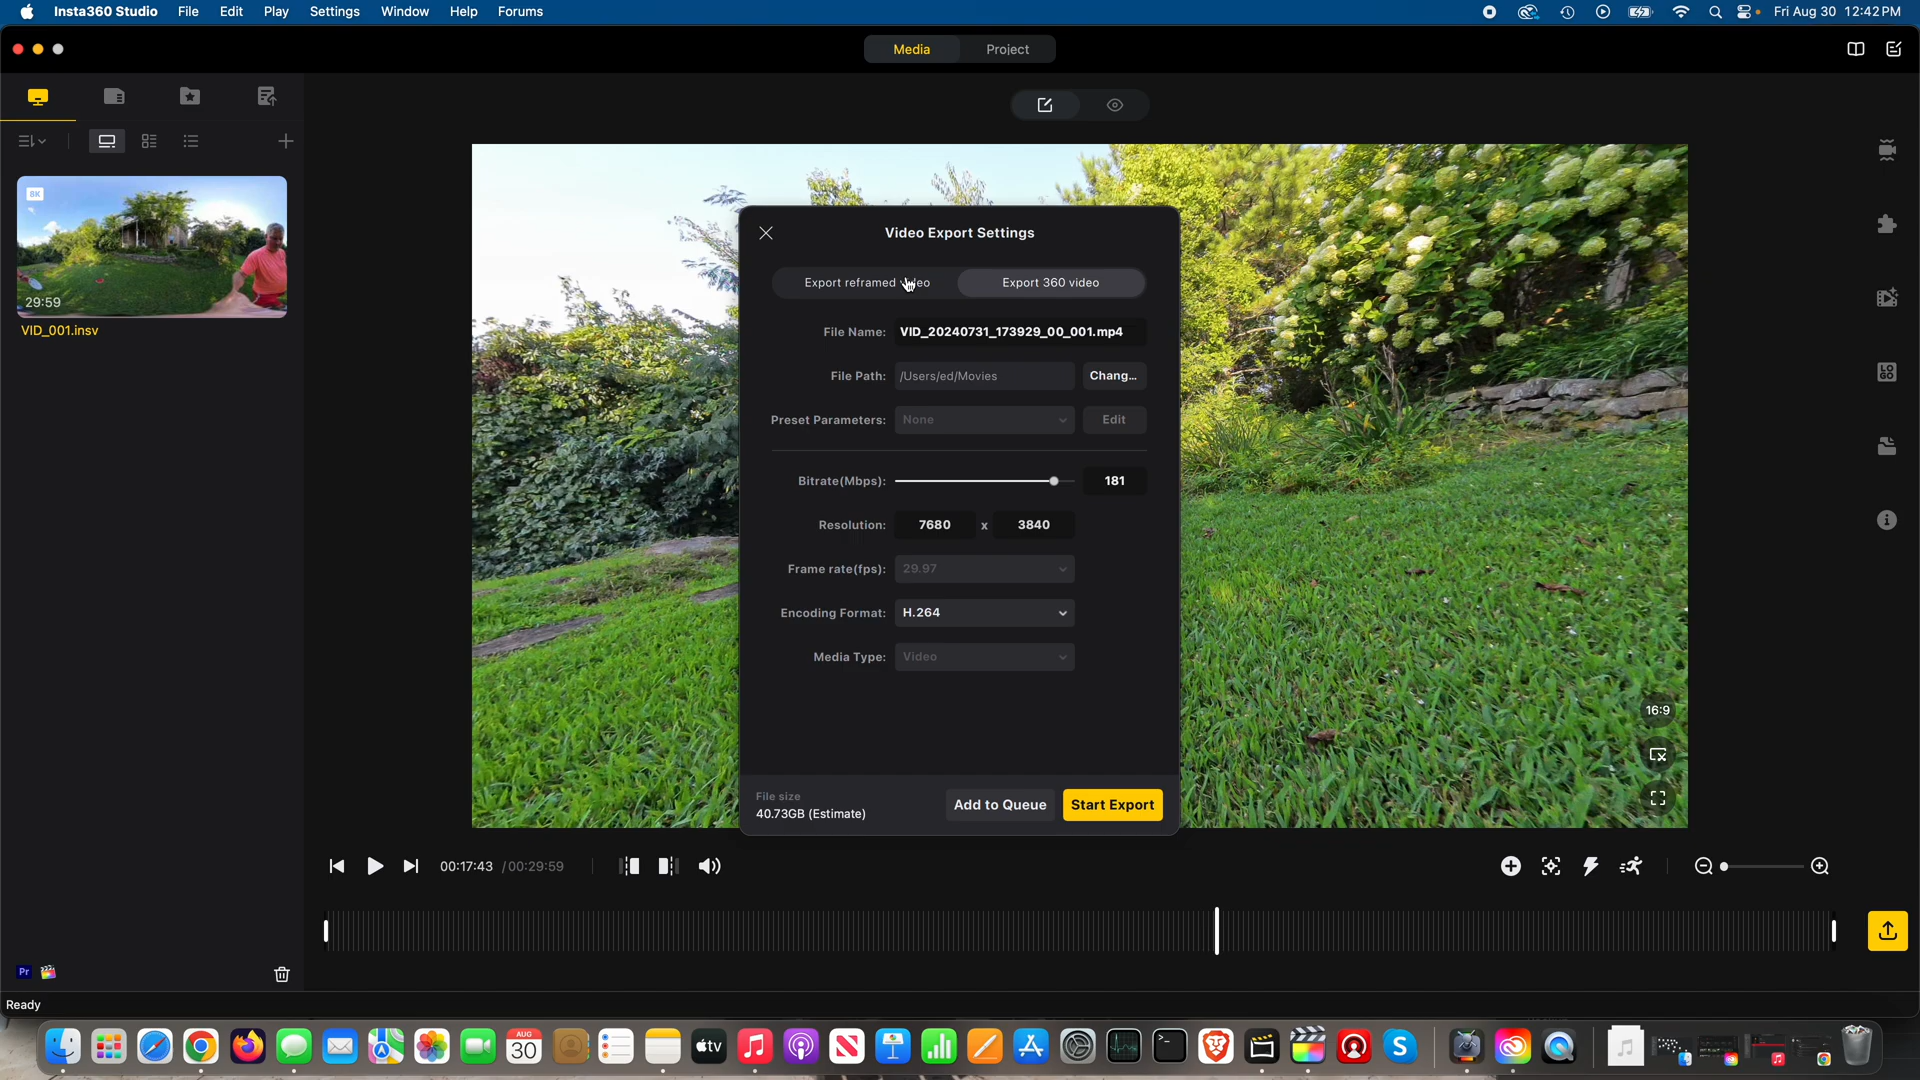 Insta360 Studio File Edit Play Settings Window Help Forums Fri Aug 30 12:42 PM
Media Project
8K
29:59
VID_001.insv
Video Export Settings
Export reframed Export 360 video
File Name: VID_20240731_173929_00_001.mp4
File Path: /Users/ed/Movies Chang...
Preset Parameters: None Edit
Bitrate(Mbps): 181
Resolution: 7680 x 3840
Frame rate(fps): 29.97
Encoding Format: H.264
Media Type: Video
File size
40.73GB (Estimate)
Add to Queue Start Export
LO
GO
16:9
00:17:43 / 00:29:59
Pr
Ready
AUG
30
tv